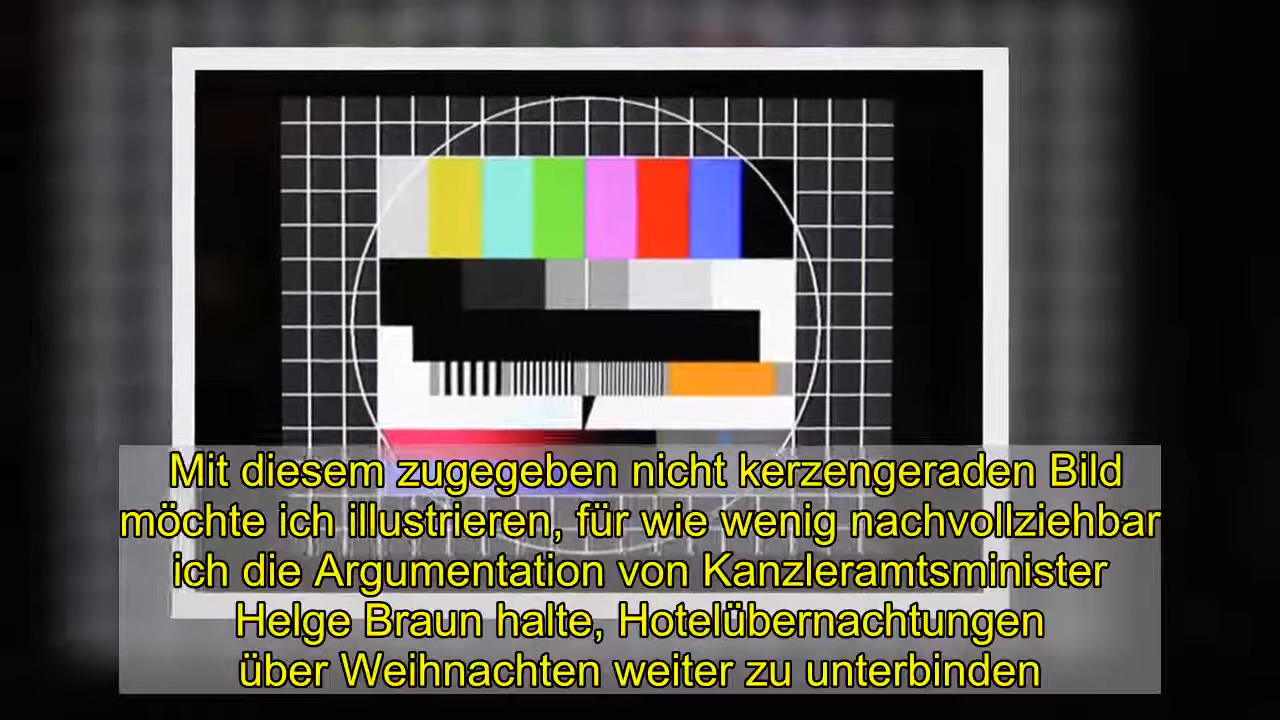 Mit diesem zugegeben nicht kerzengeraden Bild
möchte ich illustrieren, für wie wenig nachvollziehbar
ich die Argumentation von Kanzleramtsminister
Helge Braun halte, Hotelübernachtungen
über Weihnachten weiter zu unterbinden